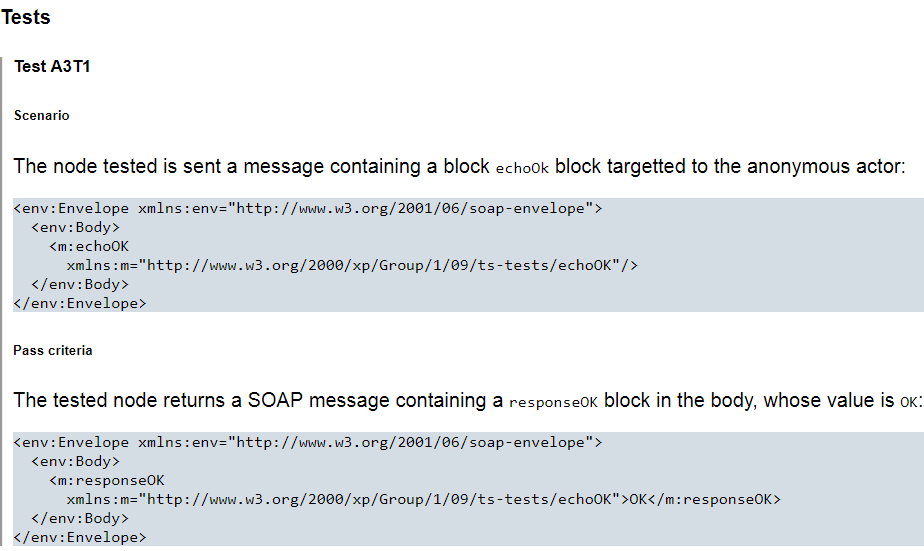 Tests
Test A3T1
Scenario
The node tested is sent a message containing a block echoOk block targetted to the anonymous actor:
<env:Envelope xmlns:env="http://www.w3.org/2001/06/soap-envelope">
  <env:Body>
    <m:echoOK
      xmlns:m="http://www.w3.org/2000/xp/Group/1/09/ts-tests/echoOK"/>
  </env:Body>
</env:Envelope>
Pass criteria
The tested node returns a SOAP message containing a responseOK block in the body, whose value is OK:
<env:Envelope xmlns:env="http://www.w3.org/2001/06/soap-envelope">
  <env:Body>
    <m:responseOK
      xmlns:m="http://www.w3.org/2000/xp/Group/1/09/ts-tests/echoOK">OK</m:responseOK>
  </env:Body>
</env:Envelope>